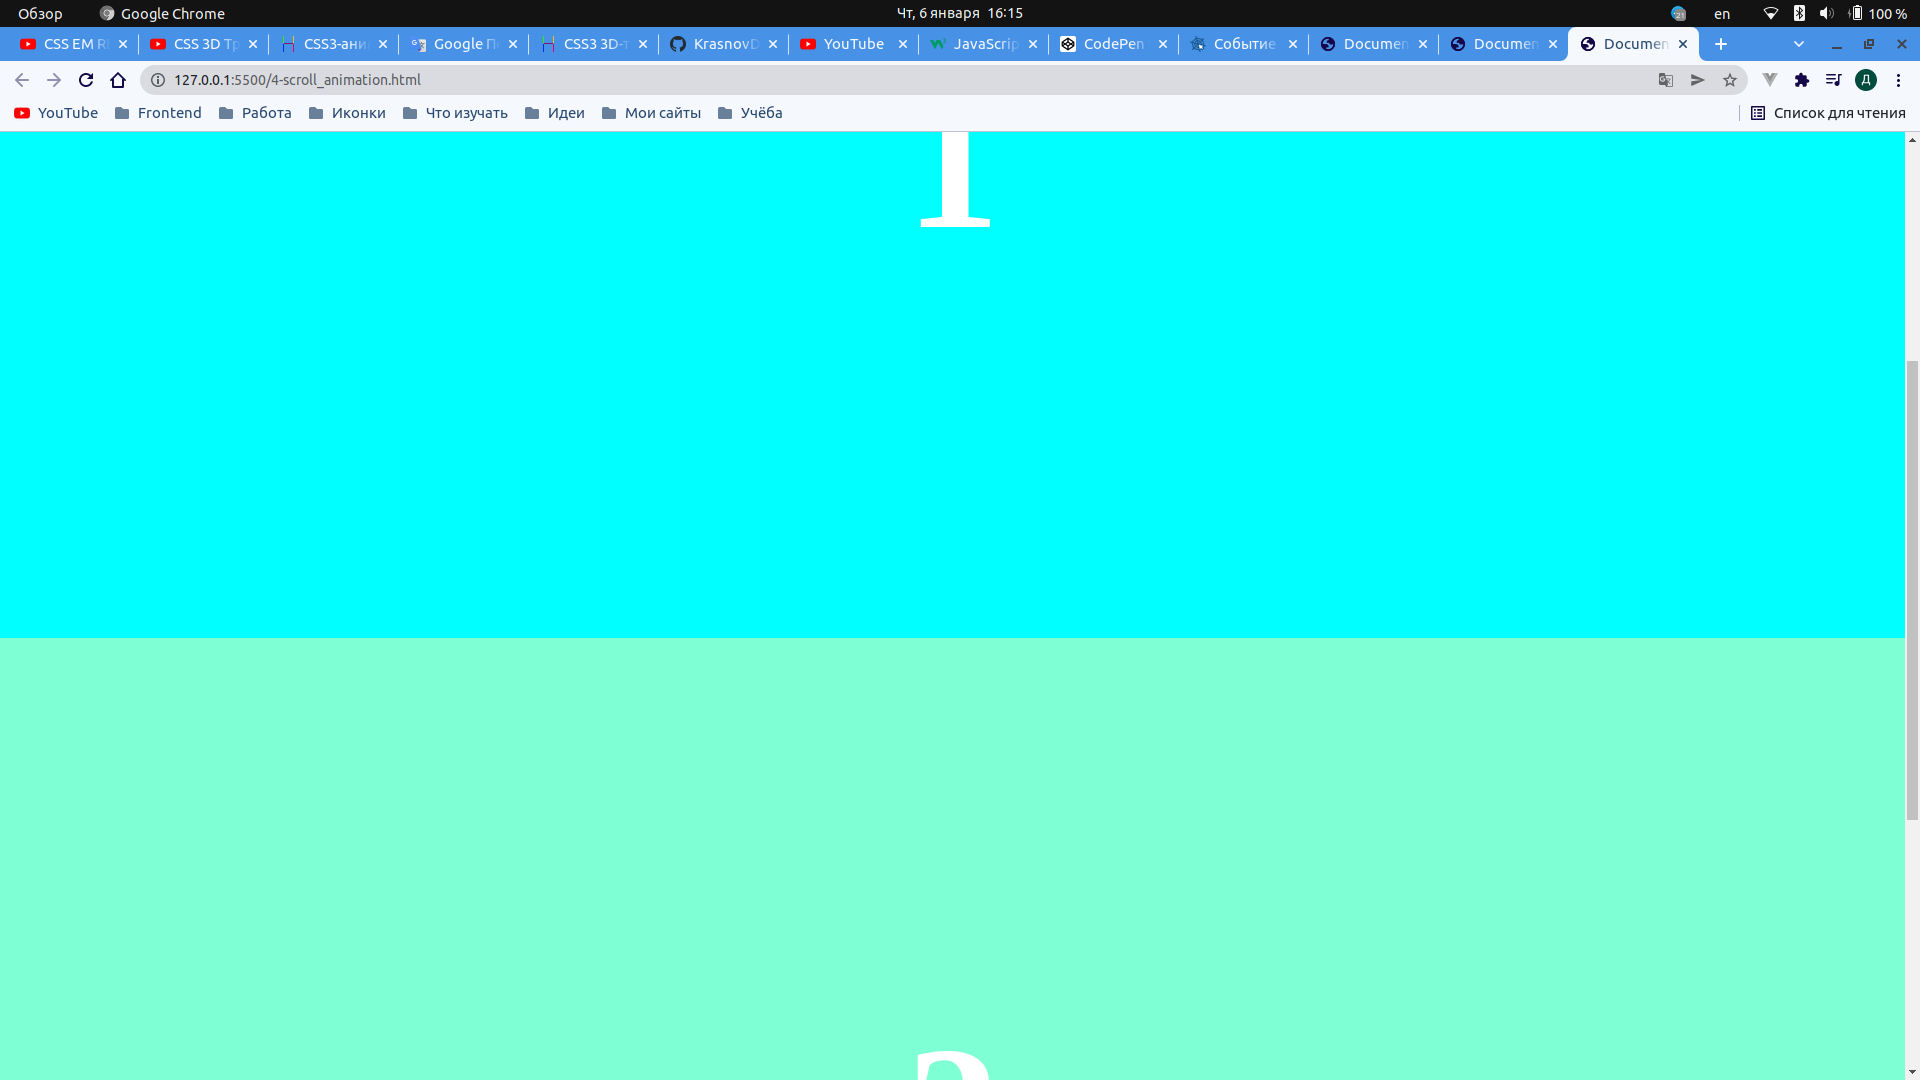 Обзор Google Chrome Чт, 6 января 16:15 en 100 %
CSS EM CSS 3D CSS3-ани Google CSS3 3D- KrasnovD YouTube JavaScrip CodePen Событие Documen Documen Documen
127.0.0.1:5500/4-scroll_animation.html Д
YouTube Frontend Работа Иконки Что изучать Идеи Мои сайты Учёба Список для чтения
1